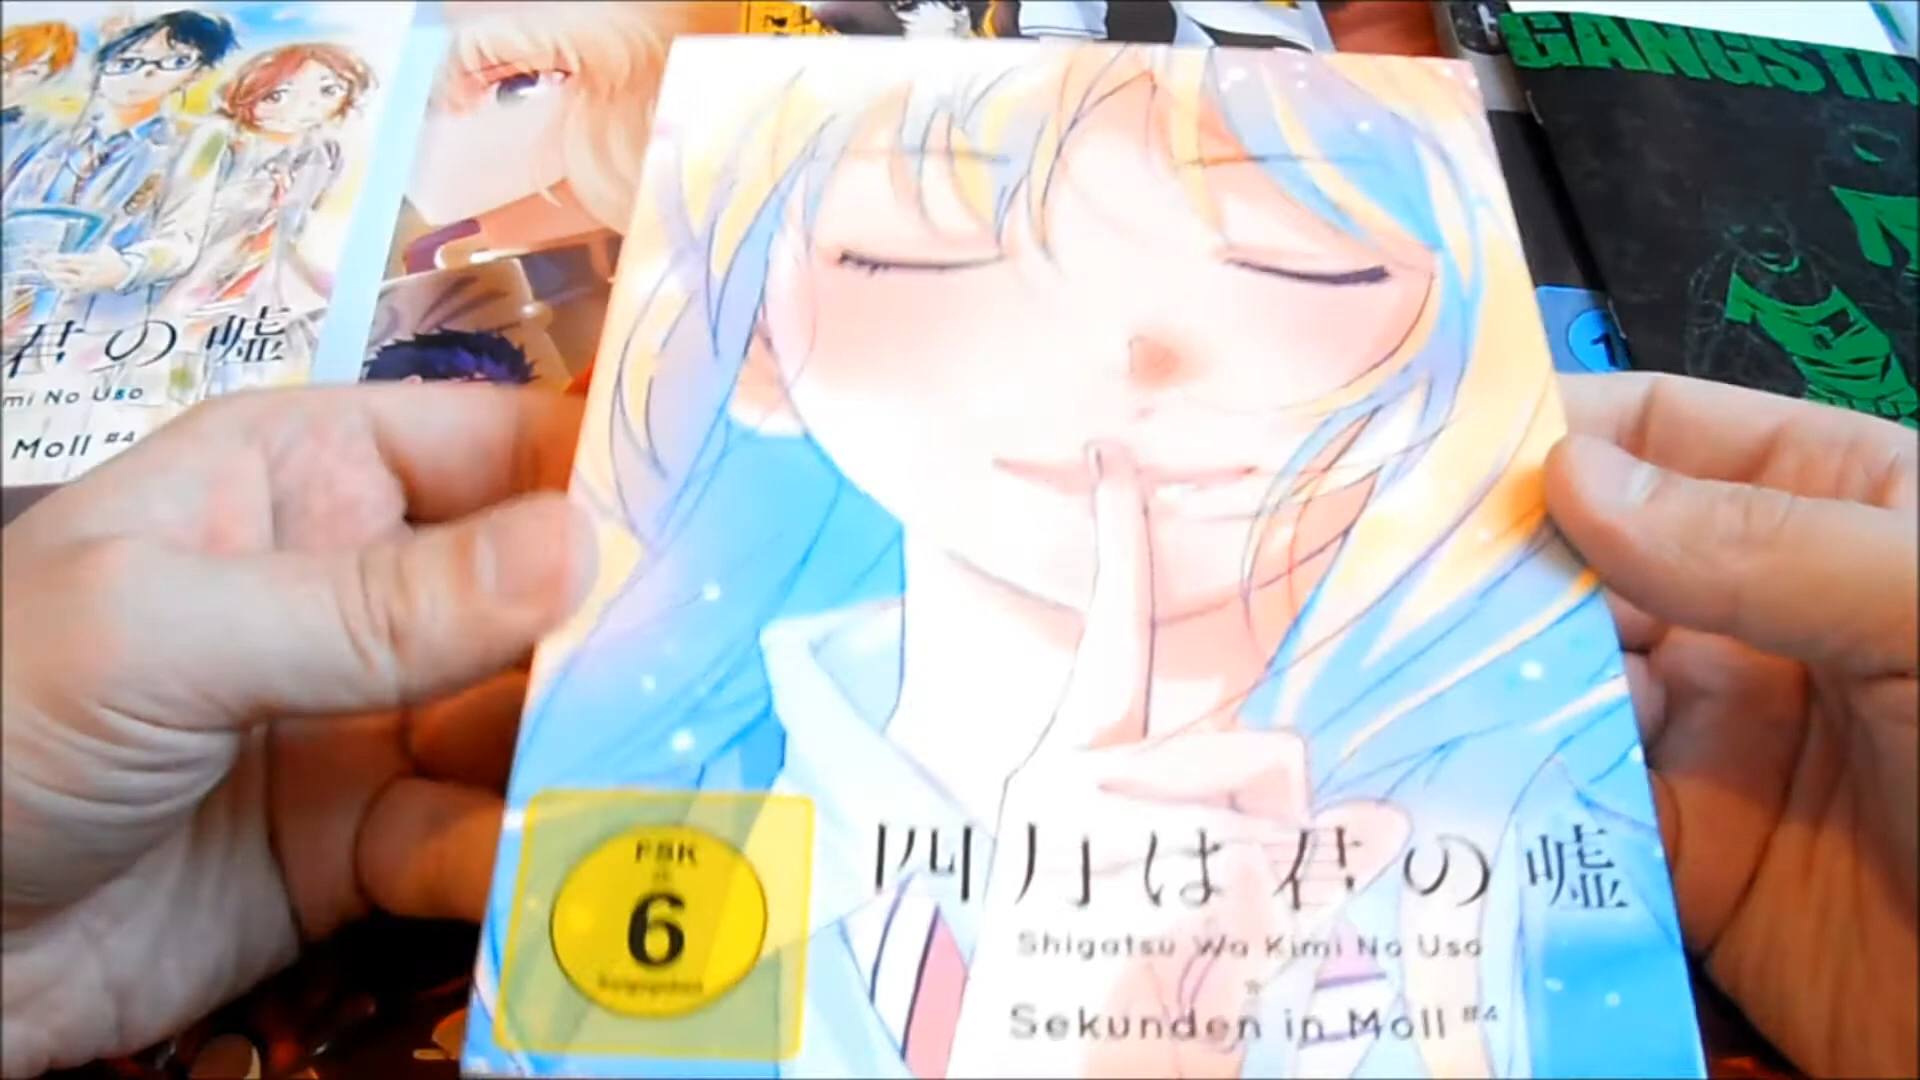 GANGSTA
君の嘘
mi No Uso
Moll #4
1
FSK
6
四月は君の嘘
Shigatsu Wa Kimi No Uso
Sekunden in Moll #4